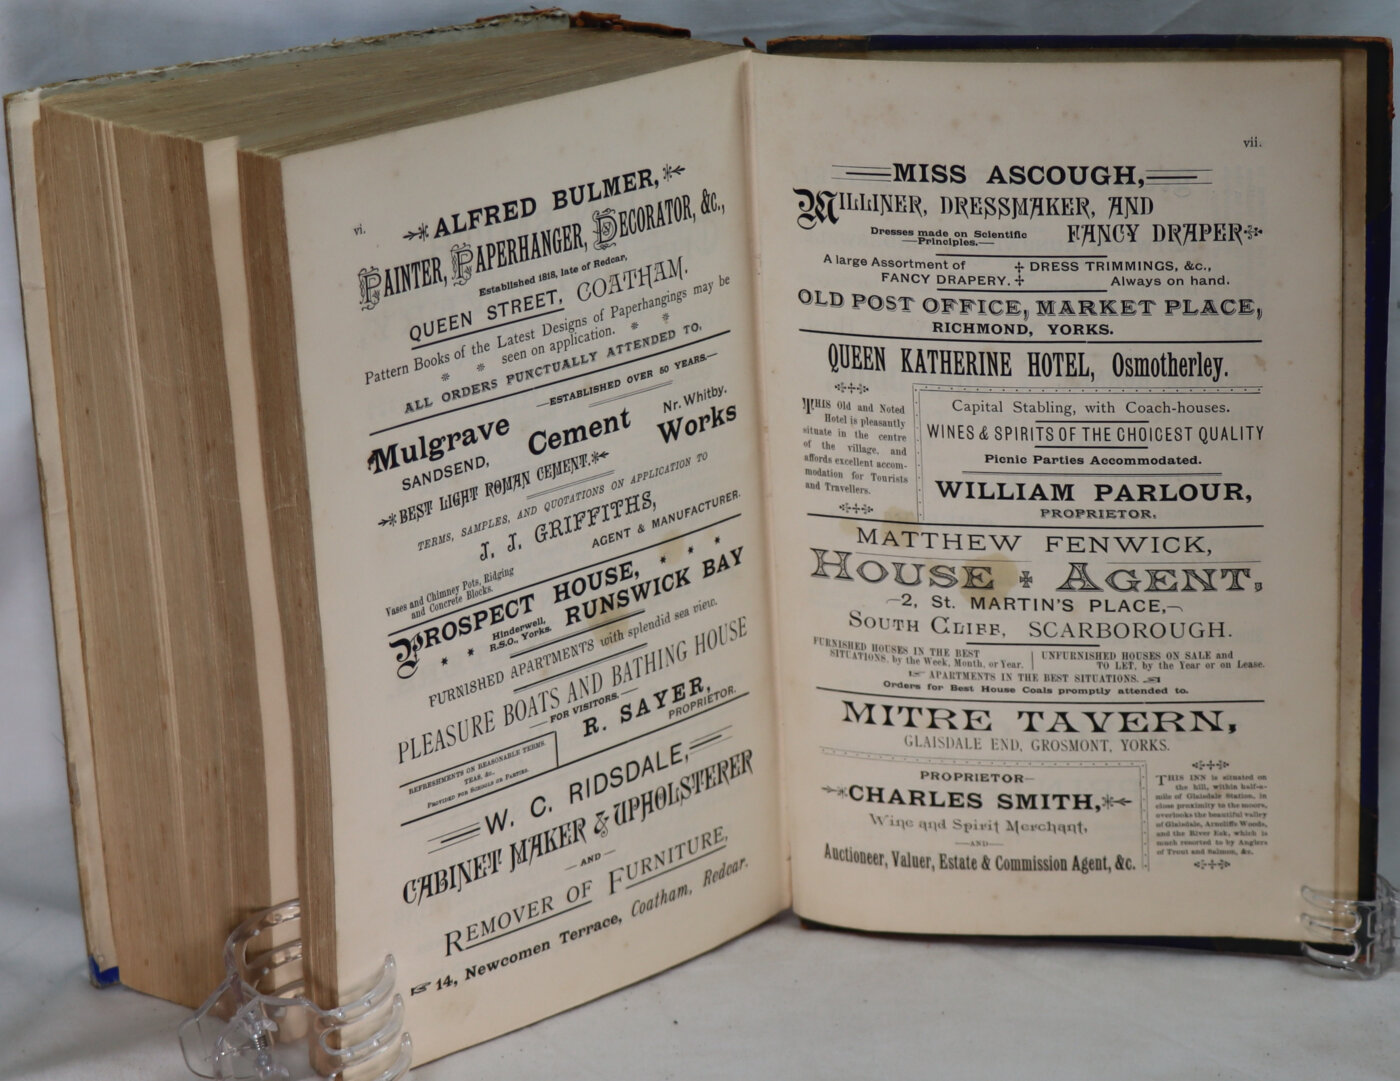 vi.
ALFRED BULMER,
PAINTER, PAPERHANGER, DECORATOR, &c.,
Established 1818, late of Redcar,
QUEEN STREET, COATHAM.
Pattern Books of the Latest Designs of Paperhangings may be
seen on application.
ALL ORDERS PUNCTUALLY ATTENDED TO.
—ESTABLISHED OVER 50 YEARS.—
Mulgrave Cement Works
SANDSEND, Nr. Whitby.
BEST LIGHT ROMAN CEMENT.
TERMS, SAMPLES, AND QUOTATIONS ON APPLICATION TO
J. J. GRIFFITHS,
AGENT & MANUFACTURER.
Vases and Chimney Pots, Ridging
and Concrete Blocks.
PROSPECT HOUSE,
Hinderwell,
R.S.O., Yorks.
RUNSWICK BAY
FURNISHED APARTMENTS with splendid sea view.
PLEASURE BOATS AND BATHING HOUSE
—FOR VISITORS.—
R. SAYER,
PROPRIETOR.
REFRESHMENTS ON REASONABLE TERMS.
TEAS, &c.,
PROVIDED FOR SCHOOLS OR PARTIES.
W. C. RIDSDALE,
CABINET MAKER & UPHOLSTERER
—AND—
REMOVER OF FURNITURE,
14, Newcomen Terrace, Coatham, Redcar.
vii.
MISS ASCOUGH,
MILLINER, DRESSMAKER, AND
Dresses made on Scientific
—Principles.—
FANCY DRAPER
A large Assortment of
FANCY DRAPERY.
DRESS TRIMMINGS, &c.,
Always on hand.
OLD POST OFFICE, MARKET PLACE,
RICHMOND, YORKS.
QUEEN KATHERINE HOTEL, Osmotherley.
THIS Old and Noted
Hotel is pleasantly
situate in the centre
of the village, and
affords excellent accom-
modation for Tourists
and Travellers.
Capital Stabling, with Coach-houses.
WINES & SPIRITS OF THE CHOICEST QUALITY
Picnic Parties Accommodated.
WILLIAM PARLOUR,
PROPRIETOR.
MATTHEW FENWICK,
HOUSE AGENT,
—2, St. MARTIN'S PLACE,—
SOUTH CLIFF, SCARBOROUGH.
FURNISHED HOUSES IN THE BEST
SITUATIONS, by the Week, Month, or Year.
UNFURNISHED HOUSES ON SALE and
TO LET, by the Year or on Lease.
APARTMENTS IN THE BEST SITUATIONS.
Orders for Best House Coals promptly attended to.
MITRE TAVERN,
GLAISDALE END, GROSMONT, YORKS.
PROPRIETOR—
CHARLES SMITH,
Wine and Spirit Merchant,
—AND—
Auctioneer, Valuer, Estate & Commission Agent, &c.
THIS INN is situated on
the hill, within half-a-
mile of Glaisdale Station, in
close proximity to the moors,
overlooks the beautiful valley
of Glaisdale, Arncliffe Woods,
and the River Esk, which is
much resorted to by Anglers
of Trout and Salmon, &c.